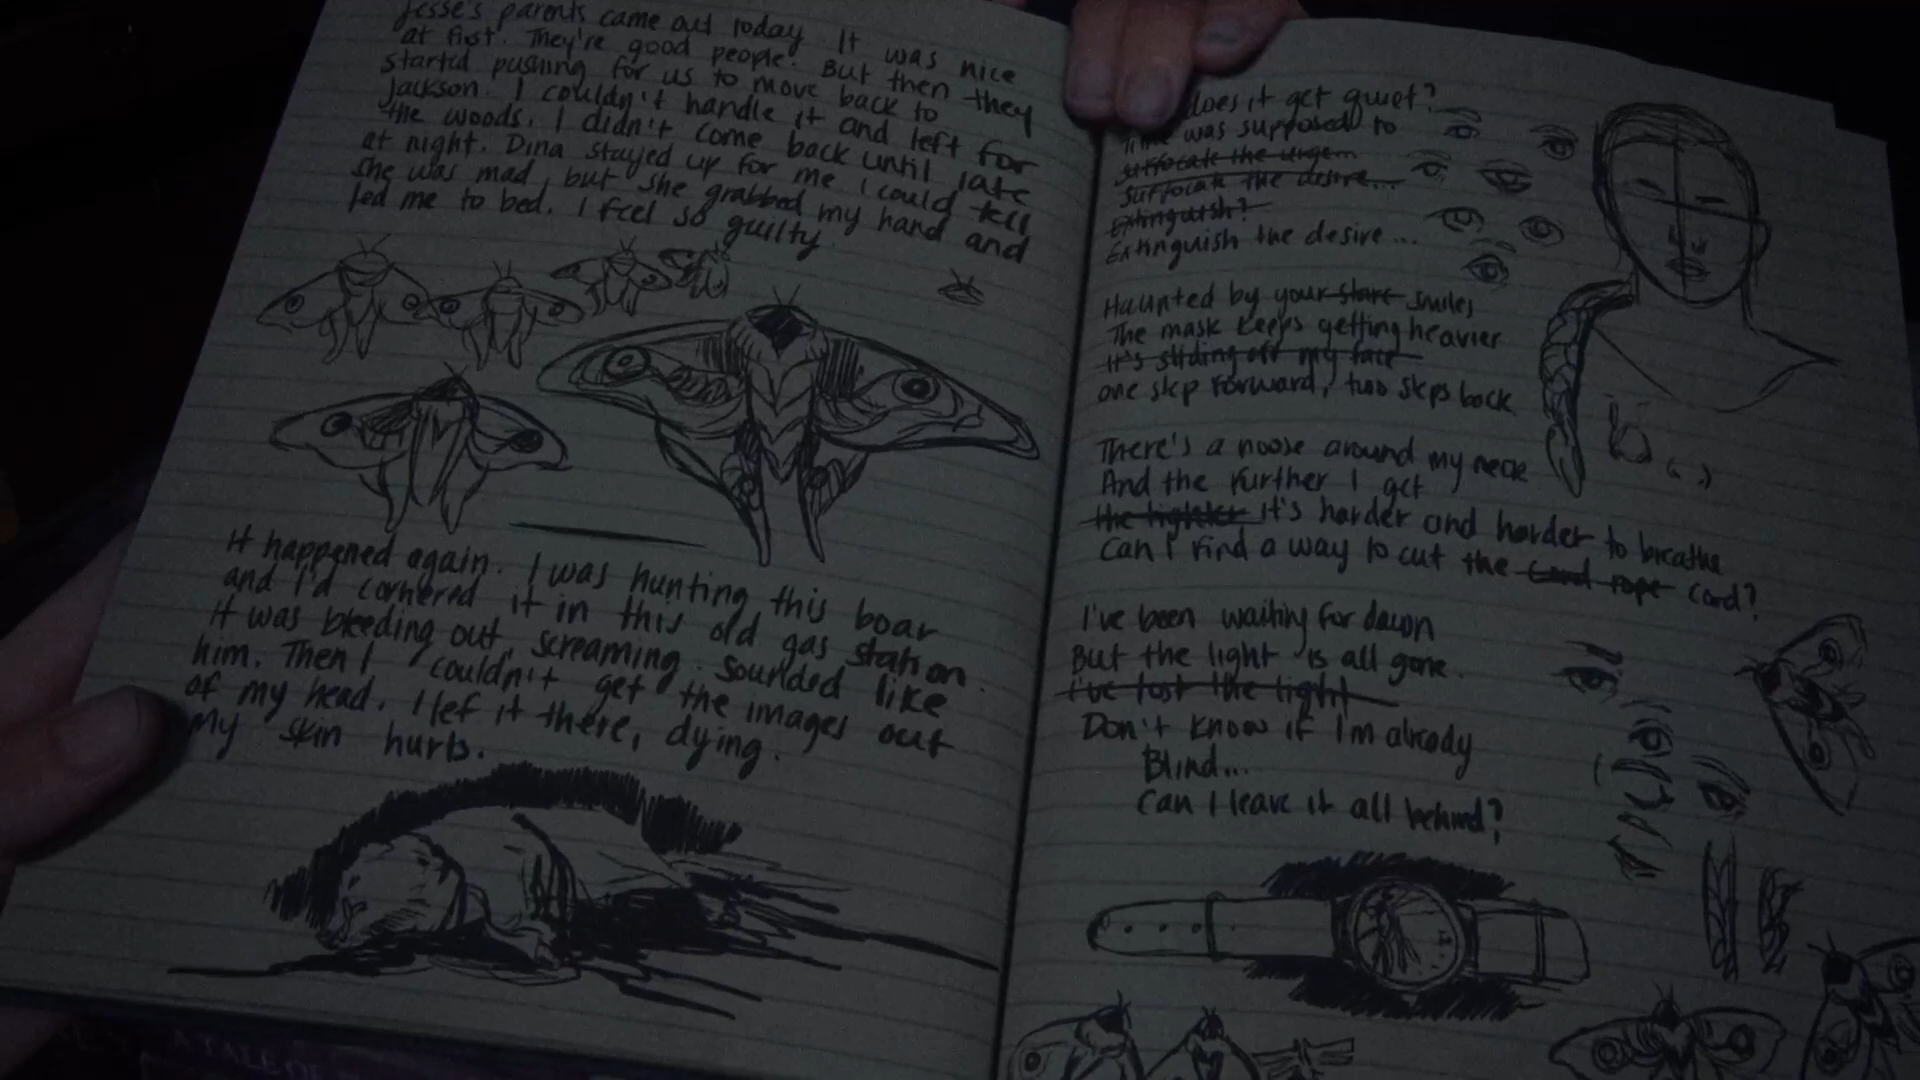 Jesse's parents came out today It was nice
at first. They're good people. But then they
started pushing for us to move back to
Jackson. I couldn't handle it and left for
the woods. I didn't come back until late
at night. Dina stayed up for me I could tell
she was mad, but she grabbed my hand and
led me to bed. I feel so guilty.
It happened again. I was hunting this boar
and I'd cornered it in this old gas station.
It was bleeding out, screaming. Sounded like
him. Then I couldn't get the images out
of my head. I lef it there, dying.
My skin hurts.
does it get quiet?
Time was supposed to
suffocate the urge...
Suffocate the desire...
Extinguish?
Extinguish the desire...
Haunted by your stare smiles
The mask keeps getting heavier
It's sliding off my face
one step forward, two steps back
There's a noose around my neck
And the further I get
the tighter it's harder and harder to breathe
Can I find a way to cut the cord rope cord?
I've been waiting for dawn
But the light is all gone.
I've lost the light
Don't know if I'm already
Blind...
Can I leave it all behind?